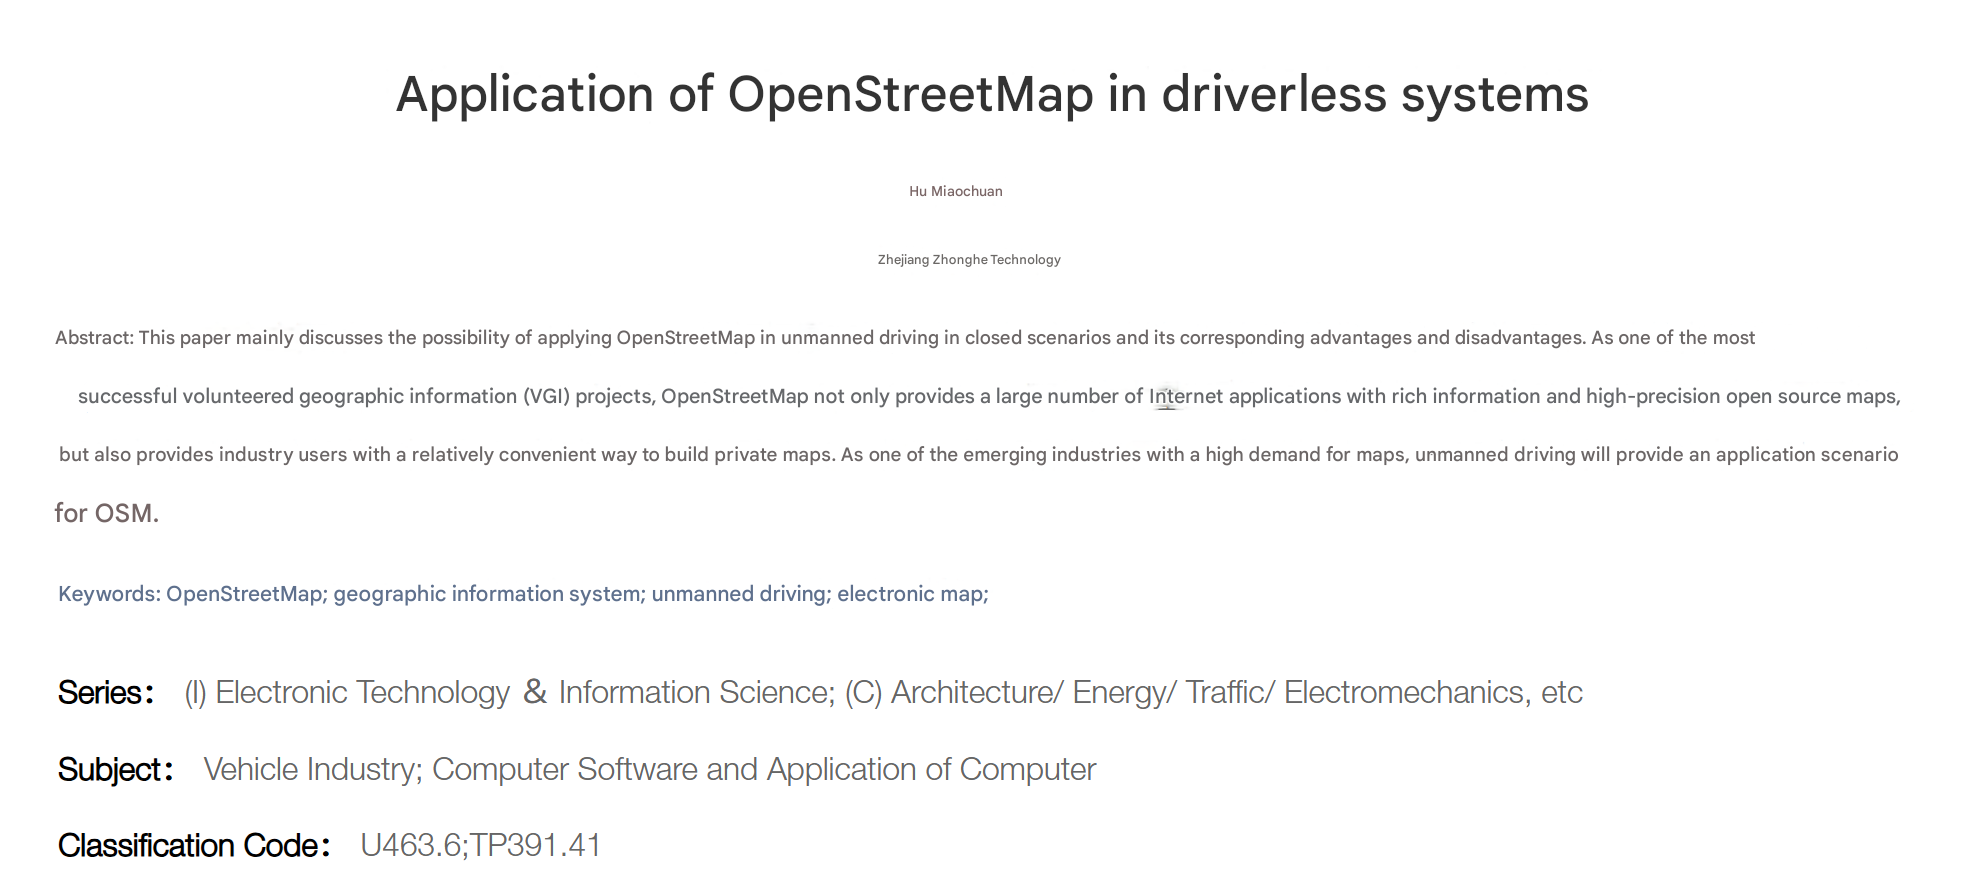 Application of OpenStreetMap in driverless systems
Hu Miaochuan
Zhejiang Zhonghe Technology
Abstract: This paper mainly discusses the possibility of applying OpenStreetMap in unmanned driving in closed scenarios and its corresponding advantages and disadvantages. As one of the most
successful volunteered geographic information (VGI) projects, OpenStreetMap not only provides a large number of Internet applications with rich information and high-precision open source maps,
but also provides industry users with a relatively convenient way to build private maps. As one of the emerging industries with a high demand for maps, unmanned driving will provide an application scenario
for OSM.
Keywords: OpenStreetMap; geographic information system; unmanned driving; electronic map;
Series: (I) Electronic Technology & Information Science; (C) Architecture/ Energy/ Traffic/ Electromechanics, etc
Subject: Vehicle Industry; Computer Software and Application of Computer
Classification Code: U463.6;TP391.41